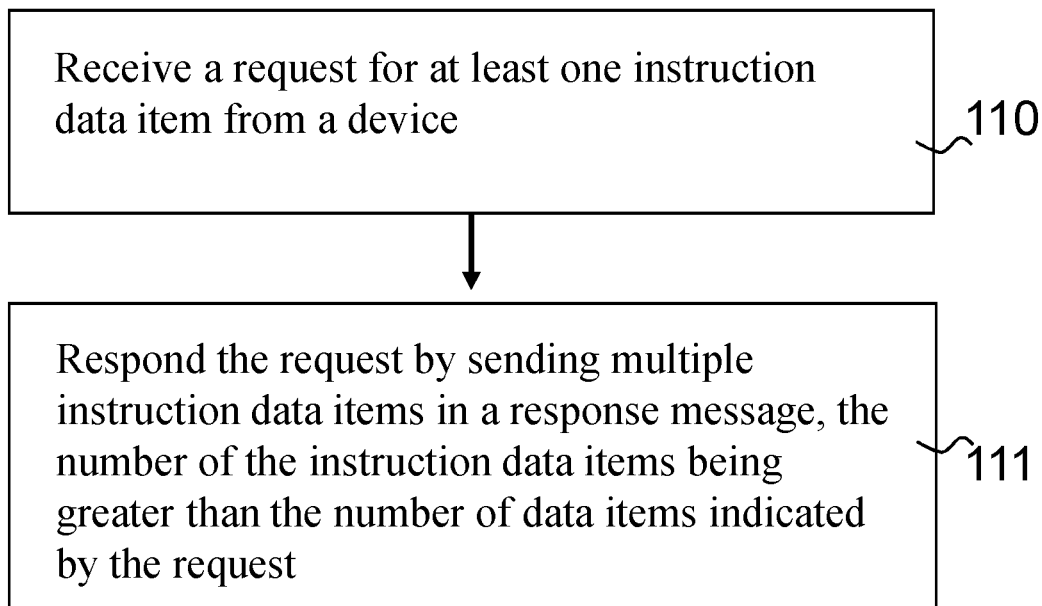 Receive a request for at least one instruction
data item from a device
110
Respond the request by sending multiple
instruction data items in a response message, the
number of the instruction data items being
greater than the number of data items indicated
by the request
111